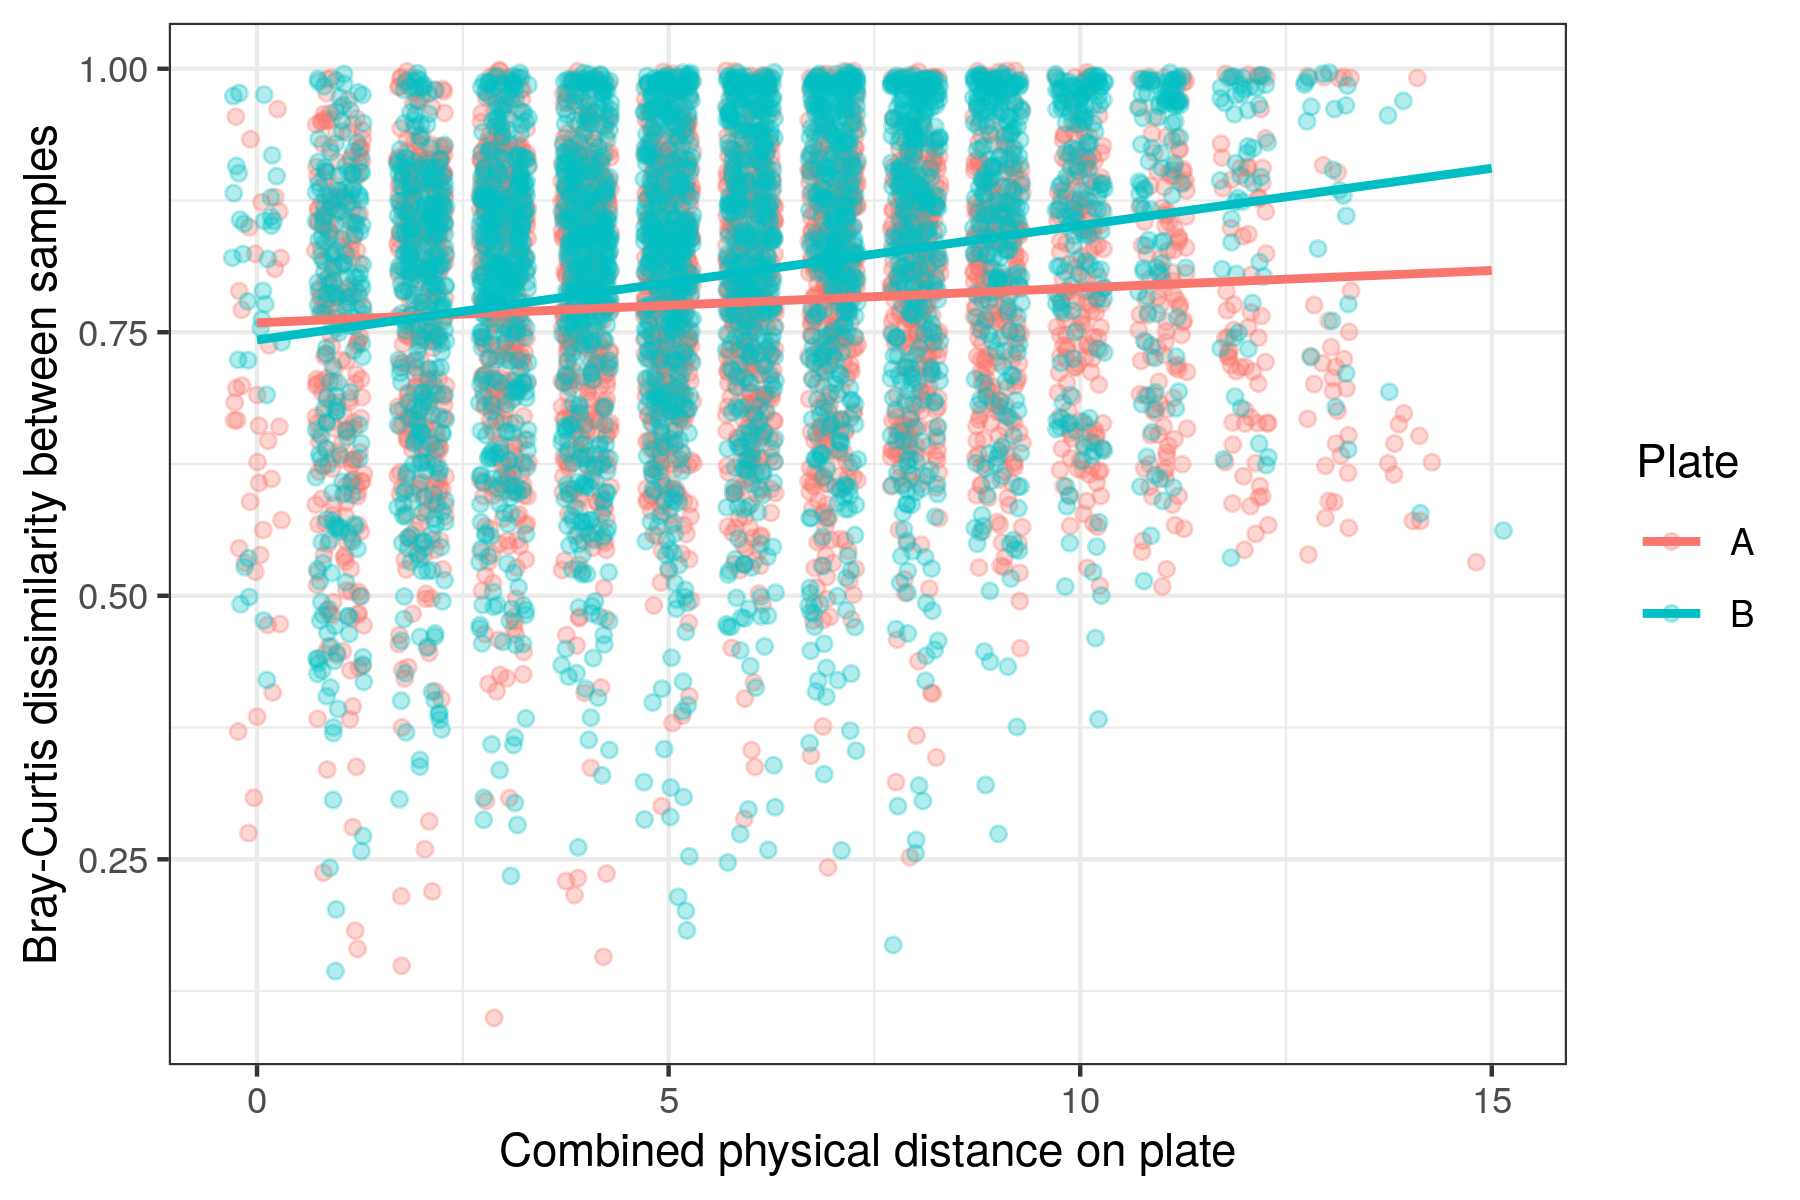 1.00
0.75
0.50
0.25
0
5
10
15
Combined physical distance on plate
Bray-Curtis dissimilarity between samples
Plate
A
B